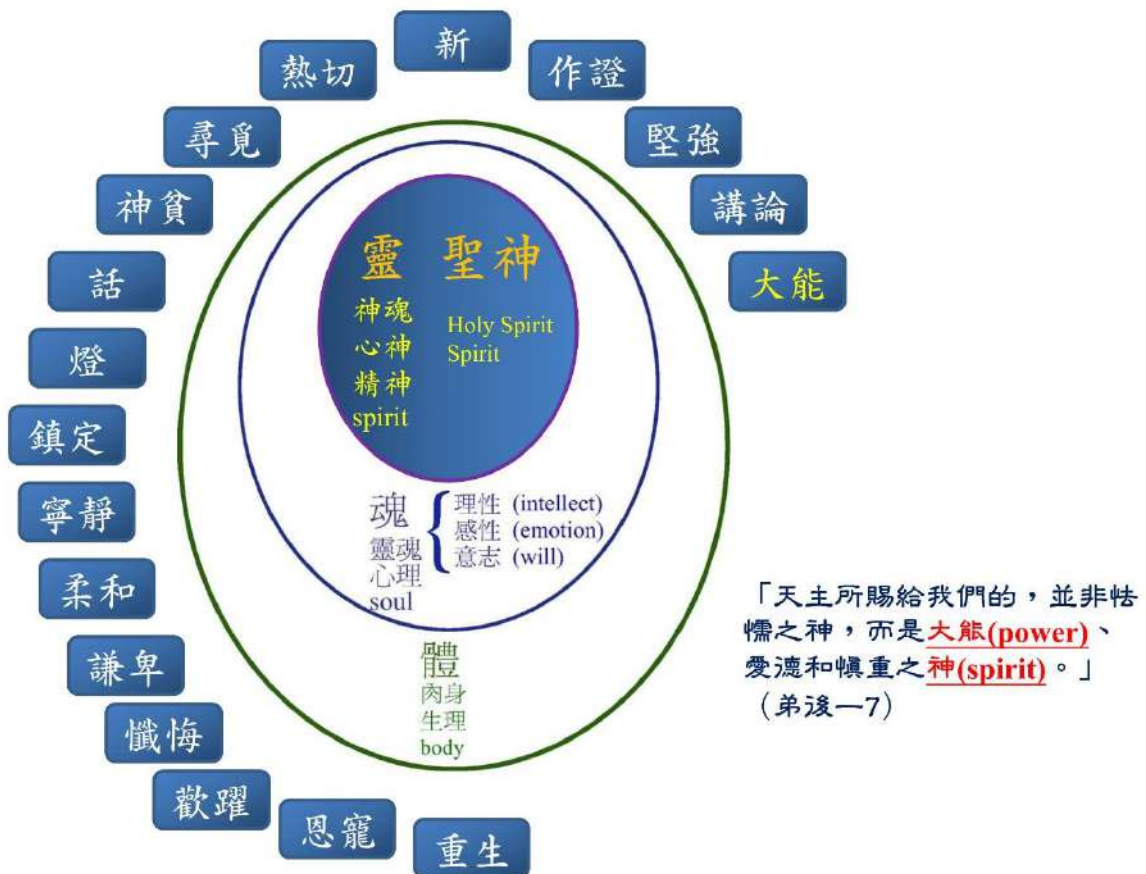 新
熱切
作證
尋覓
堅強
神貧
講論
話
大能
燈
鎮定
寧靜
柔和
謙卑
懺悔
歡躍
恩寵
重生
靈 聖神
神魂
心神
精神
spirit
Holy Spirit
Spirit
魂
靈魂
心理
soul
{
理性 (intellect)
感性 (emotion)
意志 (will)
體
肉身
生理
body
「天主所賜給我們的,並非怯
懦之神,而是大能(power)、
愛德和慎重之神(spirit)。」
(弟後一7)